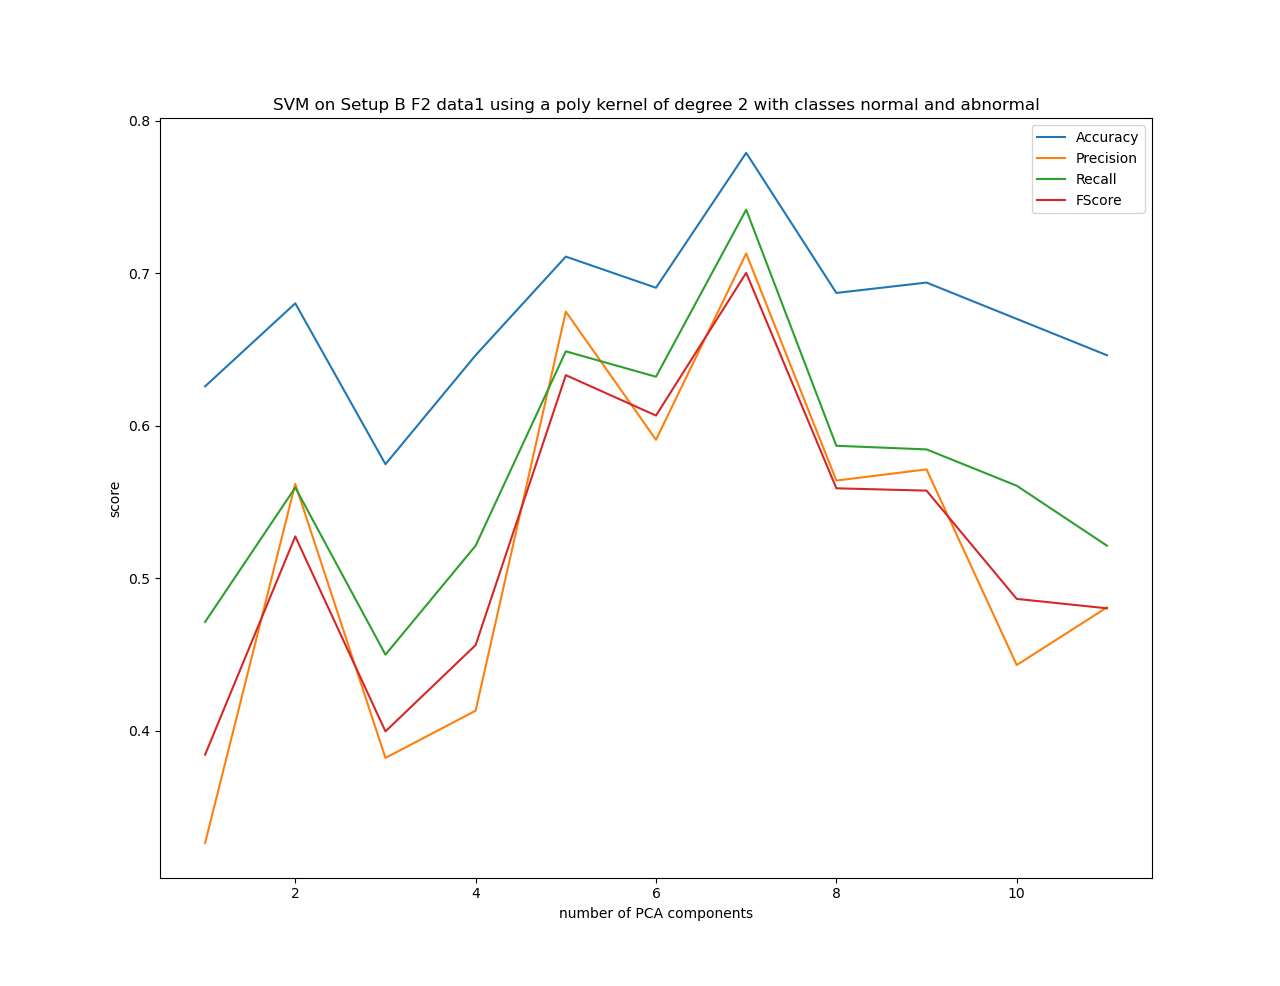 SVM on Setup B F2 data1 using a poly kernel of degree 2 with classes normal and abnormal
Accuracy
Precision
Recall
FScore
0.8
0.7
0.6
0.5
0.4
score
2 4 6 8 10
number of PCA components